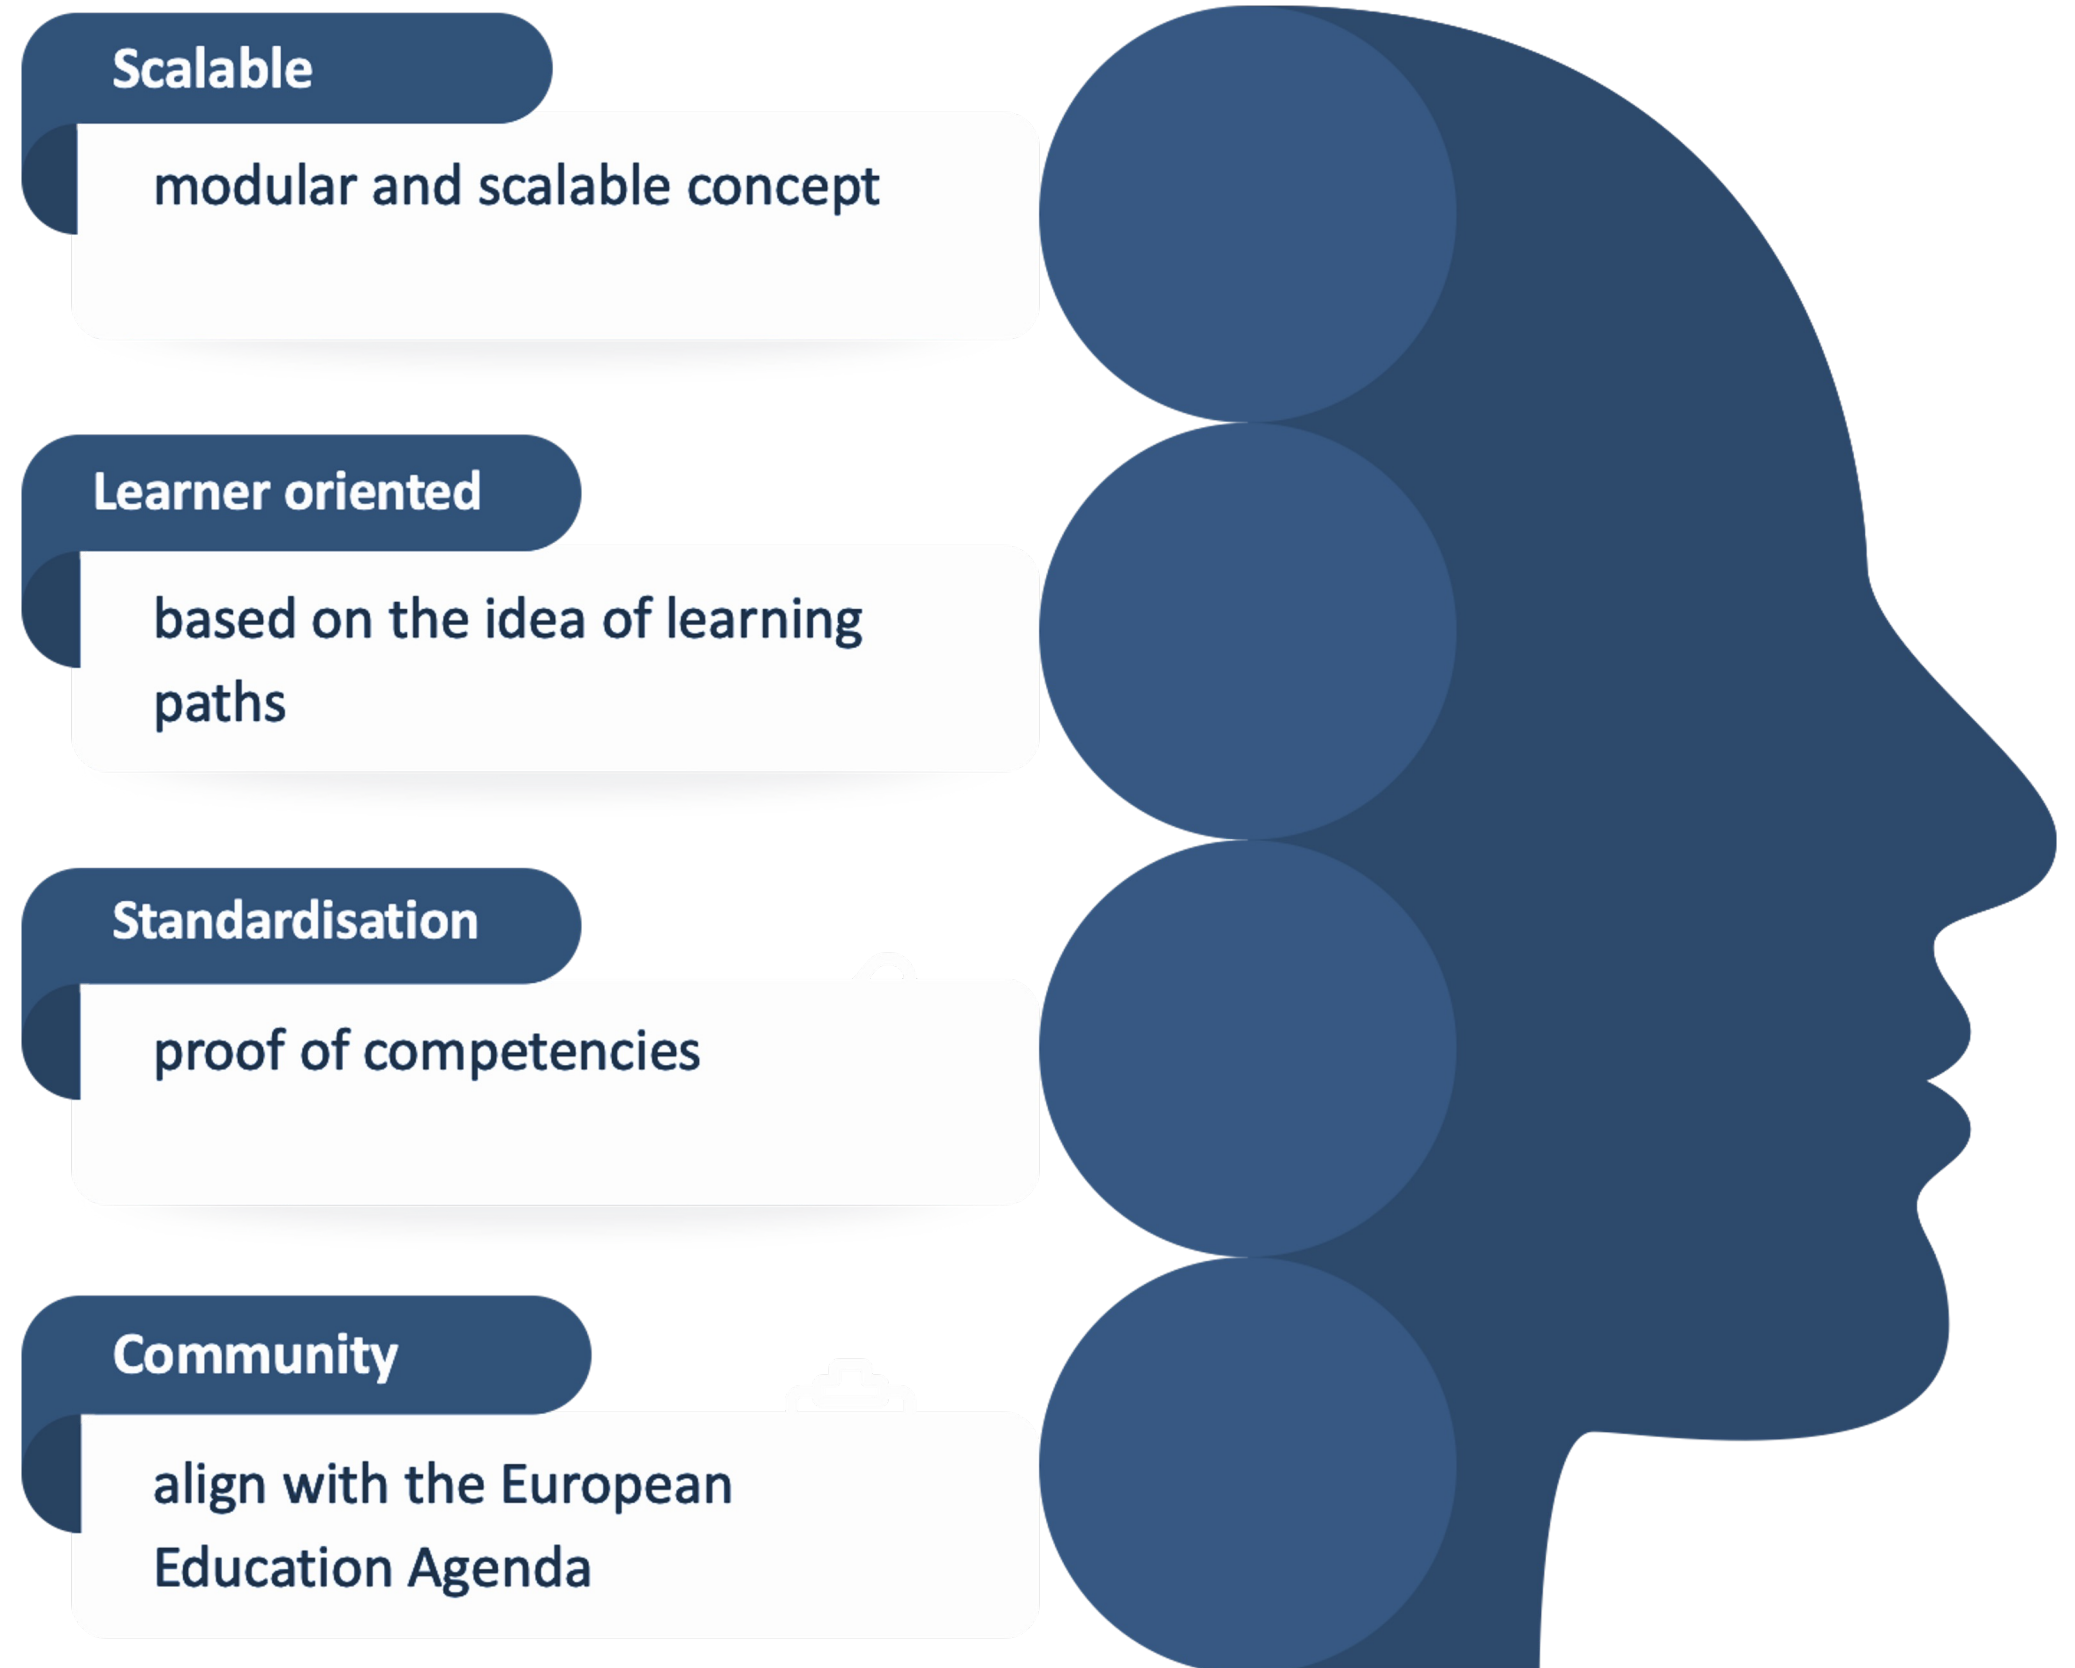 Scalable
modular and scalable concept
Learner oriented
based on the idea of learning
paths
Standardisation
proof of competencies
Community
align with the European
Education Agenda